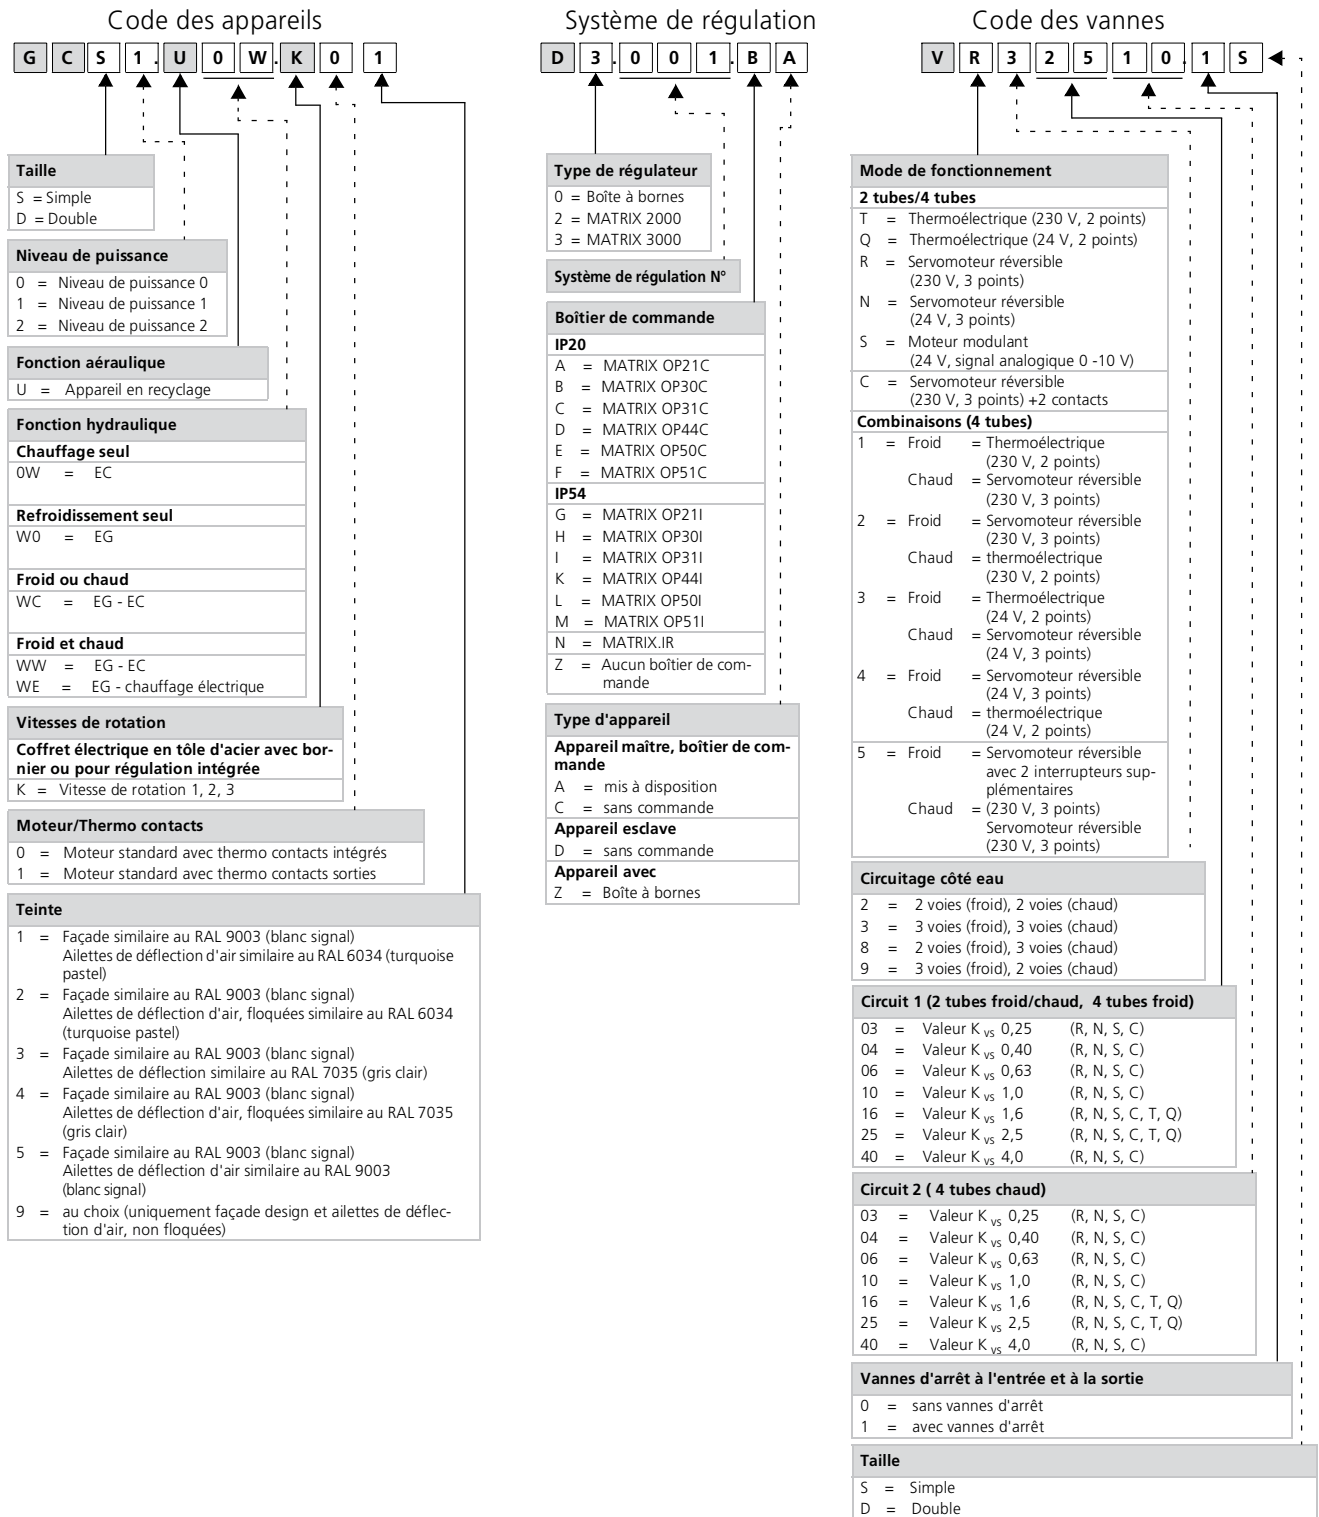 Code des appareils
G C S 1 . U 0 W . K 0 1
Taille
S = Simple
D = Double
Niveau de puissance
0 = Niveau de puissance 0
1 = Niveau de puissance 1
2 = Niveau de puissance 2
Fonction aéraulique
U = Appareil en recyclage
Fonction hydraulique
Chauffage seul
0W = EC
Refroidissement seul
W0 = EG
Froid ou chaud
WC = EG - EC
Froid et chaud
WW = EG - EC
WE = EG - chauffage électrique
Vitesses de rotation
Coffret électrique en tôle d'acier avec bor-
nier ou pour régulation intégrée
K = Vitesse de rotation 1, 2, 3
Moteur/Thermo contacts
0 = Moteur standard avec thermo contacts intégrés
1 = Moteur standard avec thermo contacts sorties
Teinte
1 = Façade similaire au RAL 9003 (blanc signal)
Ailettes de déflection d'air similaire au RAL 6034 (turquoise
pastel)
2 = Façade similaire au RAL 9003 (blanc signal)
Ailettes de déflection d'air, floquées similaire au RAL 6034
(turquoise pastel)
3 = Façade similaire au RAL 9003 (blanc signal)
Ailettes de déflection similaire au RAL 7035 (gris clair)
4 = Façade similaire au RAL 9003 (blanc signal)
Ailettes de déflection d'air, floquées similaire au RAL 7035
(gris clair)
5 = Façade similaire au RAL 9003 (blanc signal)
Ailettes de déflection d'air similaire au RAL 9003
(blanc signal)
9 = au choix (uniquement façade design et ailettes de déflec-
tion d'air, non floquées)
Système de régulation
D 3 . 0 0 1 . B A
Type de régulateur
0 = Boîte à bornes
2 = MATRIX 2000
3 = MATRIX 3000
Système de régulation N°
Boîtier de commande
IP20
A = MATRIX OP21C
B = MATRIX OP30C
C = MATRIX OP31C
D = MATRIX OP44C
E = MATRIX OP50C
F = MATRIX OP51C
IP54
G = MATRIX OP21I
H = MATRIX OP30I
I = MATRIX OP31I
K = MATRIX OP44I
L = MATRIX OP50I
M = MATRIX OP51I
N = MATRIX.IR
Z = Aucun boîtier de com-
mande
Type d'appareil
Appareil maître, boîtier de com-
mande
A = mis à disposition
C = sans commande
Appareil esclave
D = sans commande
Appareil avec
Z = Boîte à bornes
Code des vannes
V R 3 2 5 1 0 . 1 S
Mode de fonctionnement
2 tubes/4 tubes
T = Thermoélectrique (230 V, 2 points)
Q = Thermoélectrique (24 V, 2 points)
R = Servomoteur réversible
(230 V, 3 points)
N = Servomoteur réversible
(24 V, 3 points)
S = Moteur modulant
(24 V, signal analogique 0 -10 V)
C = Servomoteur réversible
(230 V, 3 points) +2 contacts
Combinaisons (4 tubes)
1 = Froid = Thermoélectrique
(230 V, 2 points)
Chaud = Servomoteur réversible
(230 V, 3 points)
2 = Froid = Servomoteur réversible
(230 V, 3 points)
Chaud = thermoélectrique
(230 V, 2 points)
3 = Froid = Thermoélectrique
(24 V, 2 points)
Chaud = Servomoteur réversible
(24 V, 3 points)
4 = Froid = Servomoteur réversible
(24 V, 3 points)
Chaud = thermoélectrique
(24 V, 2 points)
5 = Froid = Servomoteur réversible
avec 2 interrupteurs sup-
plémentaires
Chaud = (230 V, 3 points)
Servomoteur réversible
(230 V, 3 points)
Circuitage côté eau
2 = 2 voies (froid), 2 voies (chaud)
3 = 3 voies (froid), 3 voies (chaud)
8 = 2 voies (froid), 3 voies (chaud)
9 = 3 voies (froid), 2 voies (chaud)
Circuit 1 (2 tubes froid/chaud, 4 tubes froid)
03 = Valeur K vs 0,25 (R, N, S, C)
04 = Valeur K vs 0,40 (R, N, S, C)
06 = Valeur K vs 0,63 (R, N, S, C)
10 = Valeur K vs 1,0 (R, N, S, C)
16 = Valeur K vs 1,6 (R, N, S, C, T, Q)
25 = Valeur K vs 2,5 (R, N, S, C, T, Q)
40 = Valeur K vs 4,0 (R, N, S, C)
Circuit 2 ( 4 tubes chaud)
03 = Valeur K vs 0,25 (R, N, S, C)
04 = Valeur K vs 0,40 (R, N, S, C)
06 = Valeur K vs 0,63 (R, N, S, C)
10 = Valeur K vs 1,0 (R, N, S, C)
16 = Valeur K vs 1,6 (R, N, S, C, T, Q)
25 = Valeur K vs 2,5 (R, N, S, C, T, Q)
40 = Valeur K vs 4,0 (R, N, S, C)
Vannes d'arrêt à l'entrée et à la sortie
0 = sans vannes d'arrêt
1 = avec vannes d'arrêt
Taille
S = Simple
D = Double